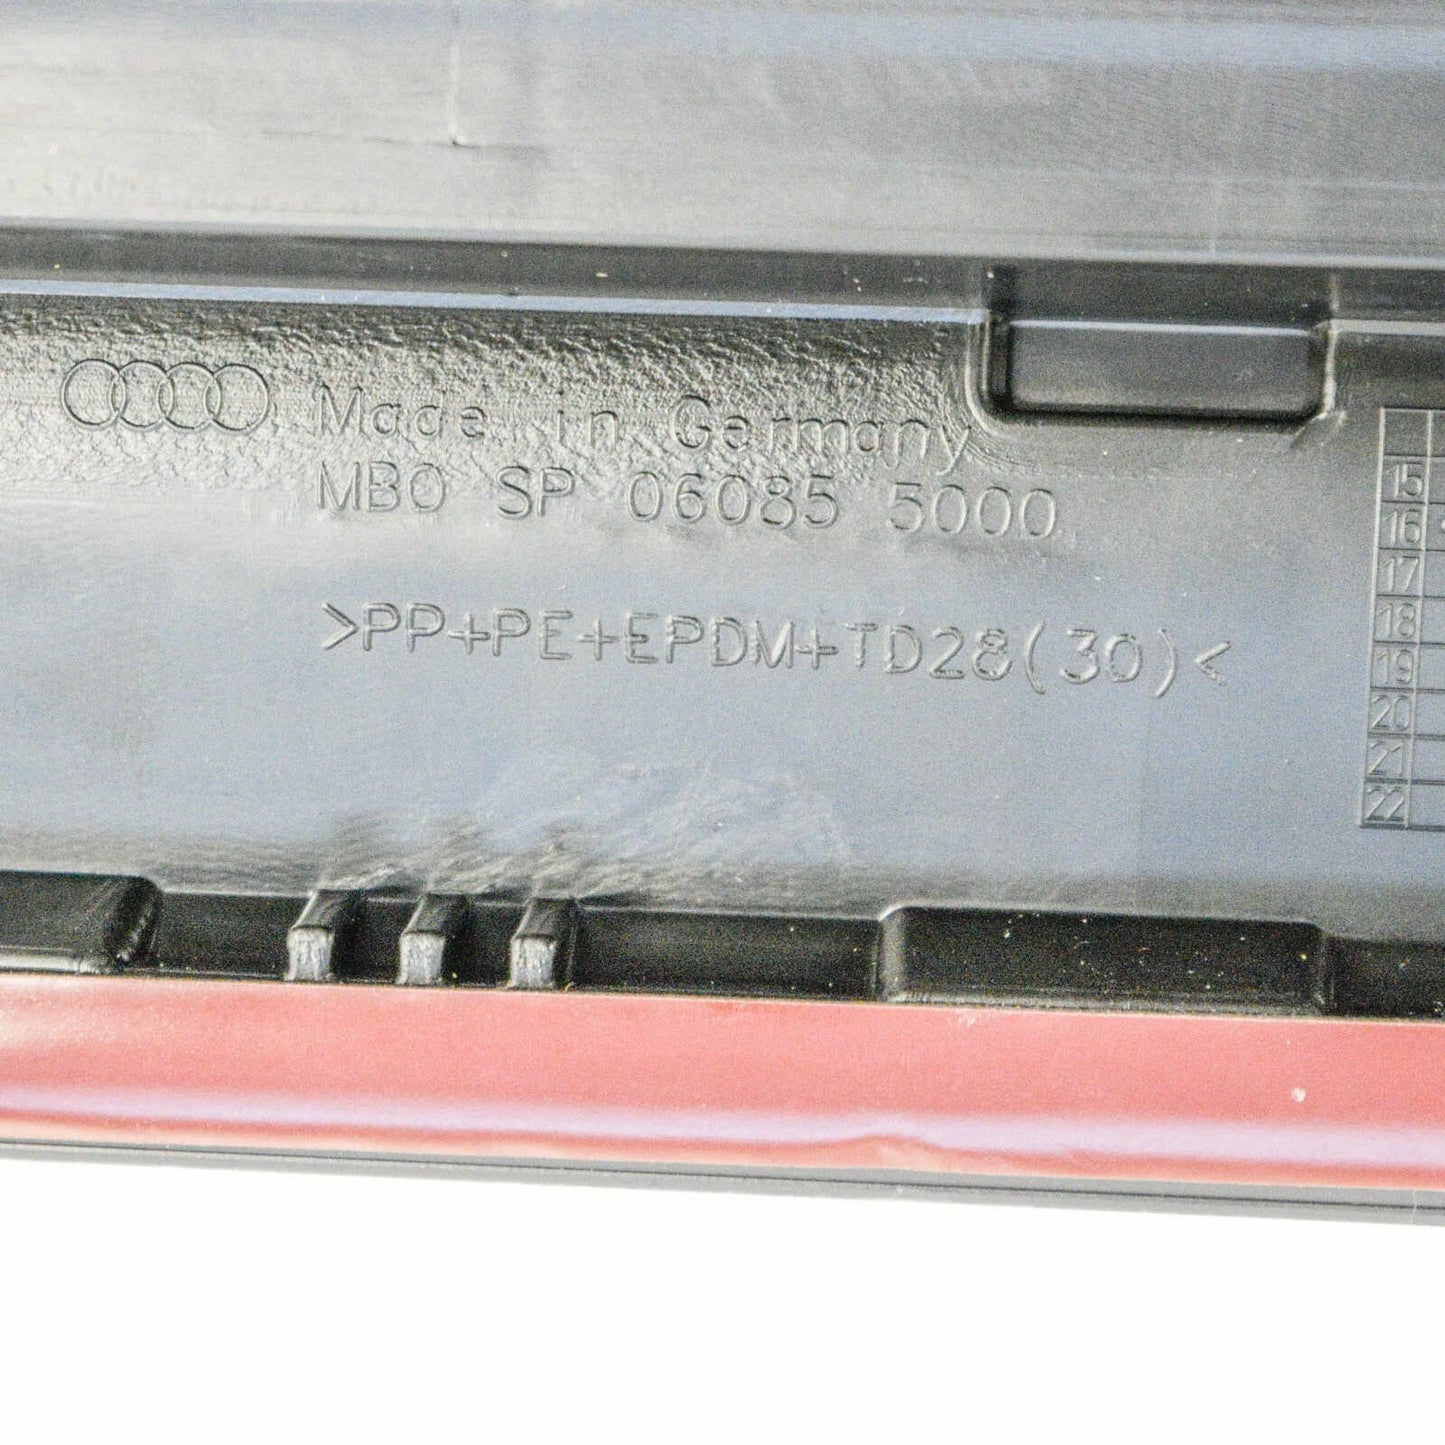 Made in Germany
MBO SP 06085 5000
>PP+PE+EPDM+TD28(30)<
15
16
17
18
19
20
21
22